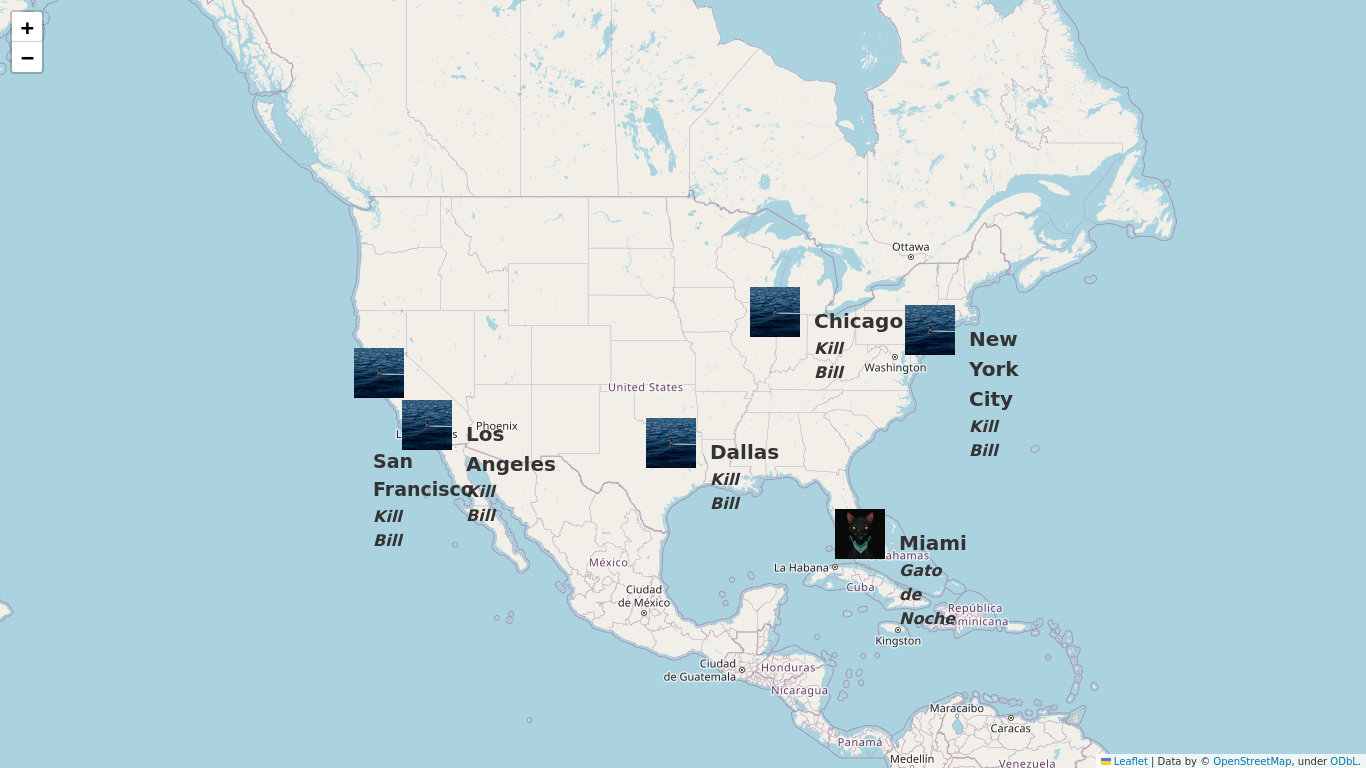 +
−
Ottawa
Chicago
Kill
Bill
Washington
New
York
City
Kill
Bill
United States
Phoenix
Los
Angeles
Kill
Bill
San
Francisco
Kill
Bill
Dallas
Kill
Bill
Miami
Gato
de
Noche
La Habana
Cuba
México
Ciudad
de México
República
Dominicana
Kingston
Ciudad
de Guatemala
Honduras
Nicaragua
Maracaibo
Caracas
Panamá
Medellín
Venezuela
Leaflet | Data by © OpenStreetMap, under ODbL.